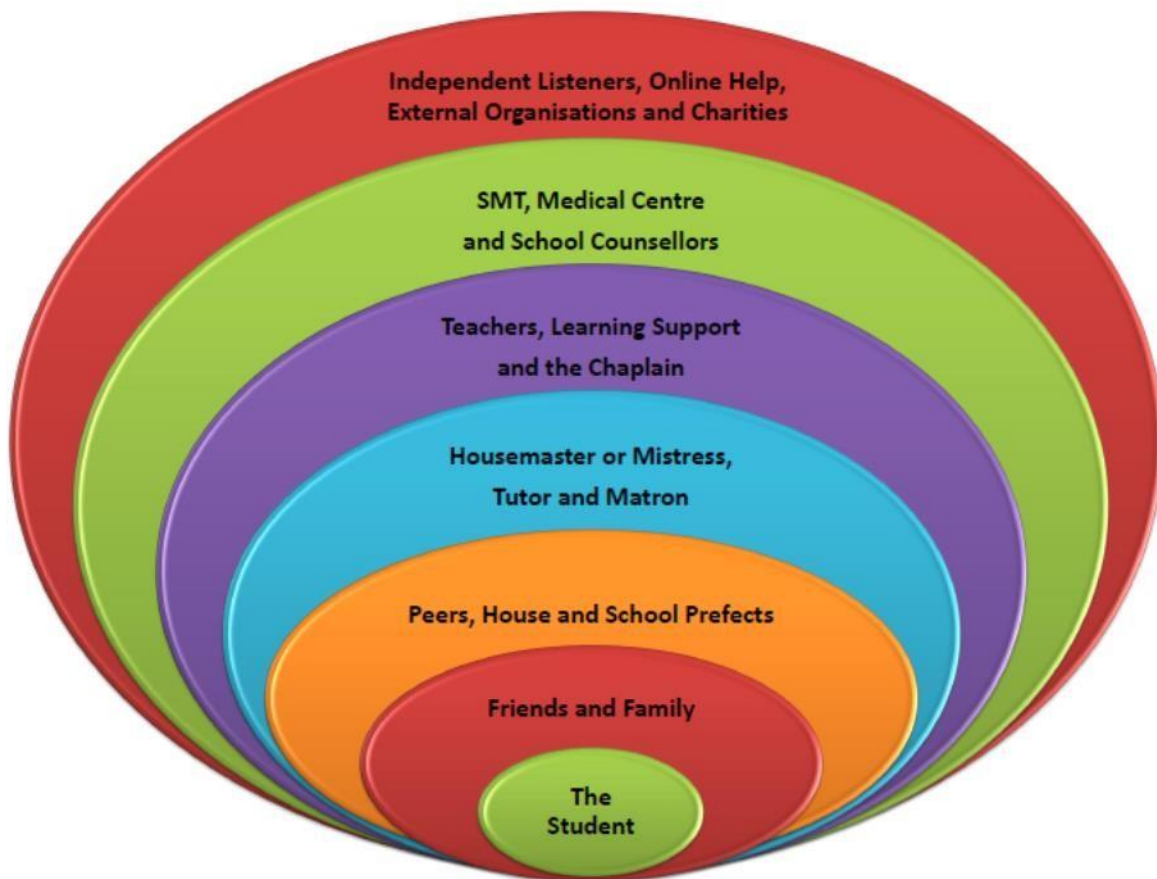 Independent Listeners, Online Help,
External Organisations and Charities
SMT, Medical Centre
and School Counsellors
Teachers, Learning Support
and the Chaplain
Housemaster or Mistress,
Tutor and Matron
Peers, House and School Prefects
Friends and Family
The
Student